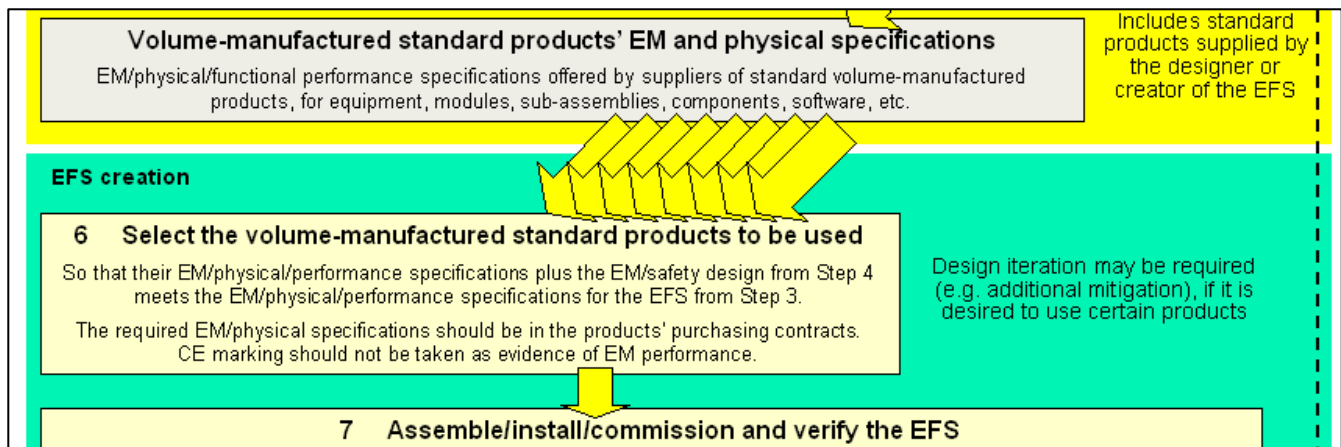 Volume-manufactured standard products' EM and physical specifications
EM/physical/functional performance specifications offered by suppliers of standard volume-manufactured
products, for equipment, modules, sub-assemblies, components, software, etc.
Includes standard
products supplied by
the designer or
creator of the EFS
EFS creation
6 Select the volume-manufactured standard products to be used
So that their EM/physical/performance specifications plus the EM/safety design from Step 4
meets the EM/physical/performance specifications for the EFS from Step 3.
The required EM/physical specifications should be in the products' purchasing contracts.
CE marking should not be taken as evidence of EM performance.
Design iteration may be required
(e.g. additional mitigation), if it is
desired to use certain products
7 Assemble/install/commission and verify the EFS